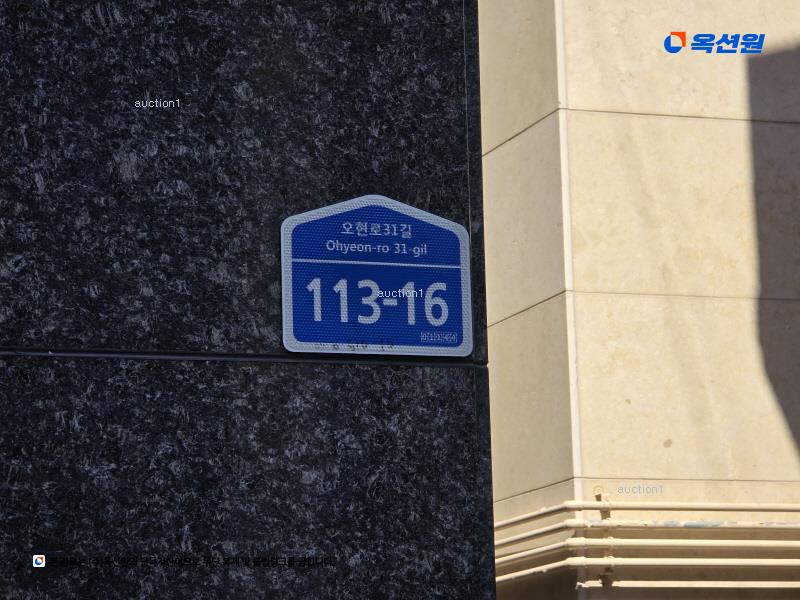 옥션원
auction1
오현로31길
Ohyeon-ro 31-gil
113-16
auction1
auction1